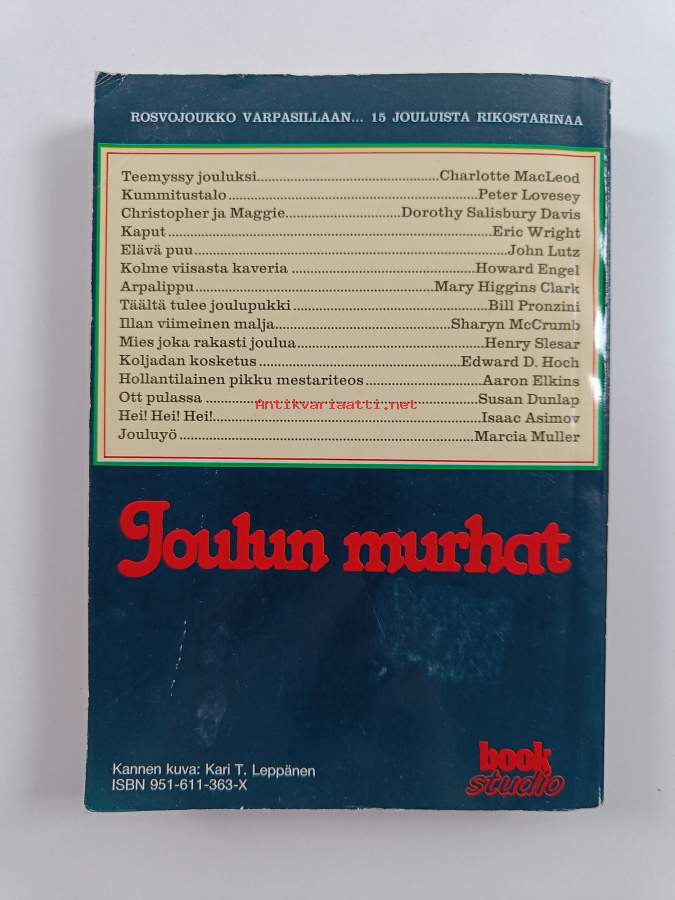 ROSVOJOUKKO VARPASILLAAN... 15 JOULUISTA RIKOSTARINAA
Teemyssy jouluksi.......Charlotte MacLeod
Kummitustalo.......Peter Lovesey
Christopher ja Maggie.......Dorothy Salisbury Davis
Kaput.......Eric Wright
Elävä puu.......John Lutz
Kolme viisasta kaveria.......Howard Engel
Arpalippu.......Mary Higgins Clark
Täältä tulee joulupukki.......Bill Pronzini
Illan viimeinen malja.......Sharyn McCrumb
Mies joka rakasti joulua.......Henry Slesar
Koljadan kosketus.......Edward D. Hoch
Hollantilainen pikku mestariteos.......Aaron Elkins
Ott pulassa.......Susan Dunlap
Antikvariaatti.net
Hei! Hei! Hei!.......Isaac Asimov
Jouluyö.......Marcia Muller
Joulun murhat
Kannen kuva: Kari T. Leppänen
ISBN 951-611-363-X
book
studio